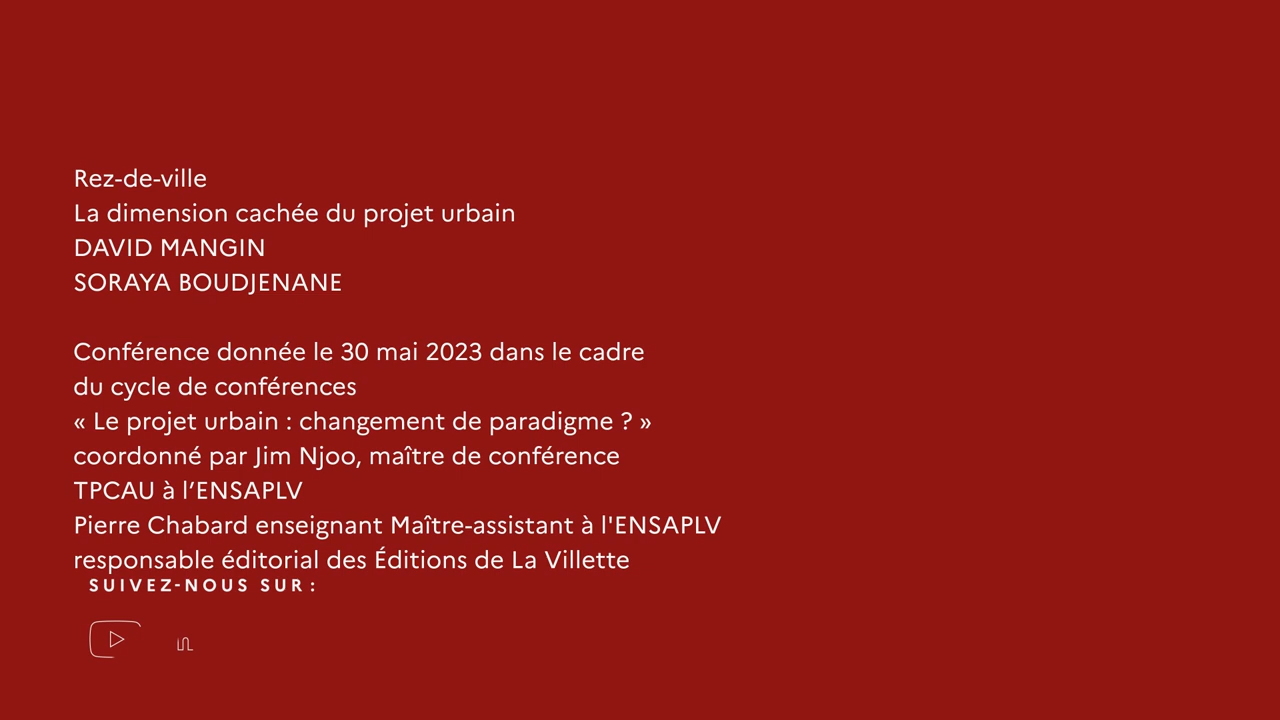 Rez-de-ville
La dimension cachée du projet urbain
DAVID MANGIN
SORAYA BOUDJENANE
Conférence donnée le 30 mai 2023 dans le cadre
du cycle de conférences
« Le projet urbain : changement de paradigme ? »
coordonné par Jim Njoo, maître de conférence
TPCAU à l’ENSAPLV
Pierre Chabard enseignant Maître-assistant à l'ENSAPLV
responsable éditorial des Éditions de La Villette
SUIVEZ-NOUS SUR :